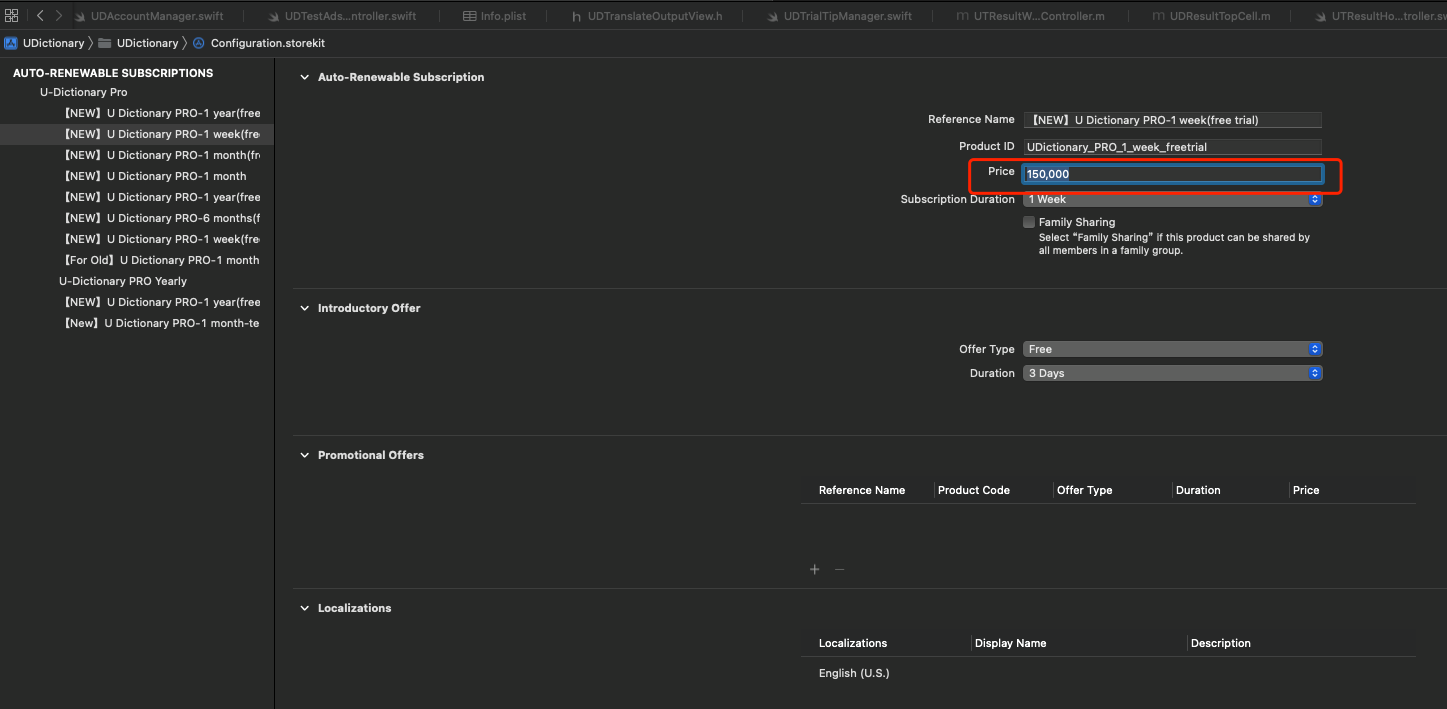 UDAccountManager.swift
UDTestAds...ntroller.swift
Info.plist
UDTranslateOutputView.h
UDTrialTipManager.swift
UTResultW...Controller.m
UDResultTopCell.m
UTResultHo...troller.sw
UDictionary
UDictionary
Configuration.storekit
AUTO-RENEWABLE SUBSCRIPTIONS
U-Dictionary Pro
【NEW】U Dictionary PRO-1 year(free
【NEW】U Dictionary PRO-1 week(fre
【NEW】U Dictionary PRO-1 month(fr
【NEW】U Dictionary PRO-1 month
【NEW】U Dictionary PRO-1 year(free
【NEW】U Dictionary PRO-6 months(f
【NEW】U Dictionary PRO-1 week(fre
【For Old】U Dictionary PRO-1 month
U-Dictionary PRO Yearly
【NEW】U Dictionary PRO-1 year(free
【New】U Dictionary PRO-1 month-te
Auto-Renewable Subscription
Reference Name 【NEW】U Dictionary PRO-1 week(free trial)
Product ID UDictionary_PRO_1_week_freetrial
Price 150,000
Subscription Duration 1 Week
Family Sharing
Select “Family Sharing” if this product can be shared by
all members in a family group.
Introductory Offer
Offer Type Free
Duration 3 Days
Promotional Offers
Reference Name Product Code Offer Type Duration Price
Localizations
Localizations Display Name Description
English (U.S.)